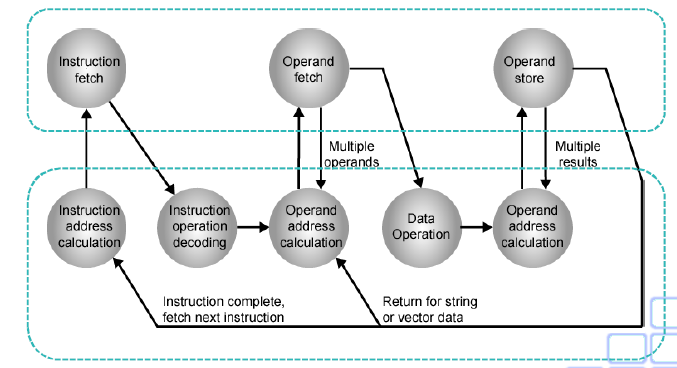 Instruction
fetch
Operand
fetch
Operand
store
Multiple
operands
Multiple
results
Instruction
address
calculation
Instruction
operation
decoding
Operand
address
calculation
Data
Operation
Operand
address
calculation
Instruction complete,
fetch next instruction
Return for string
or vector data